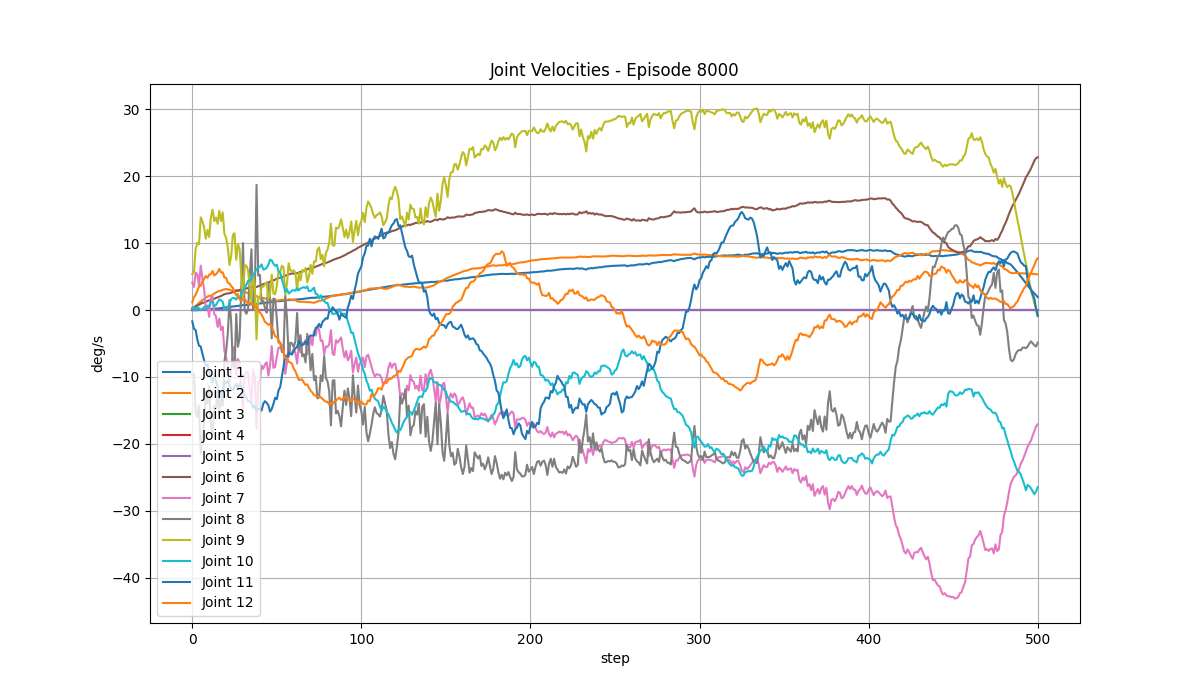 Joint Velocities - Episode 8000
deg/s
30
20
10
0
−10
−20
−30
−40
Joint 1
Joint 2
Joint 3
Joint 4
Joint 5
Joint 6
Joint 7
Joint 8
Joint 9
Joint 10
Joint 11
Joint 12
0 100 200 300 400 500
step